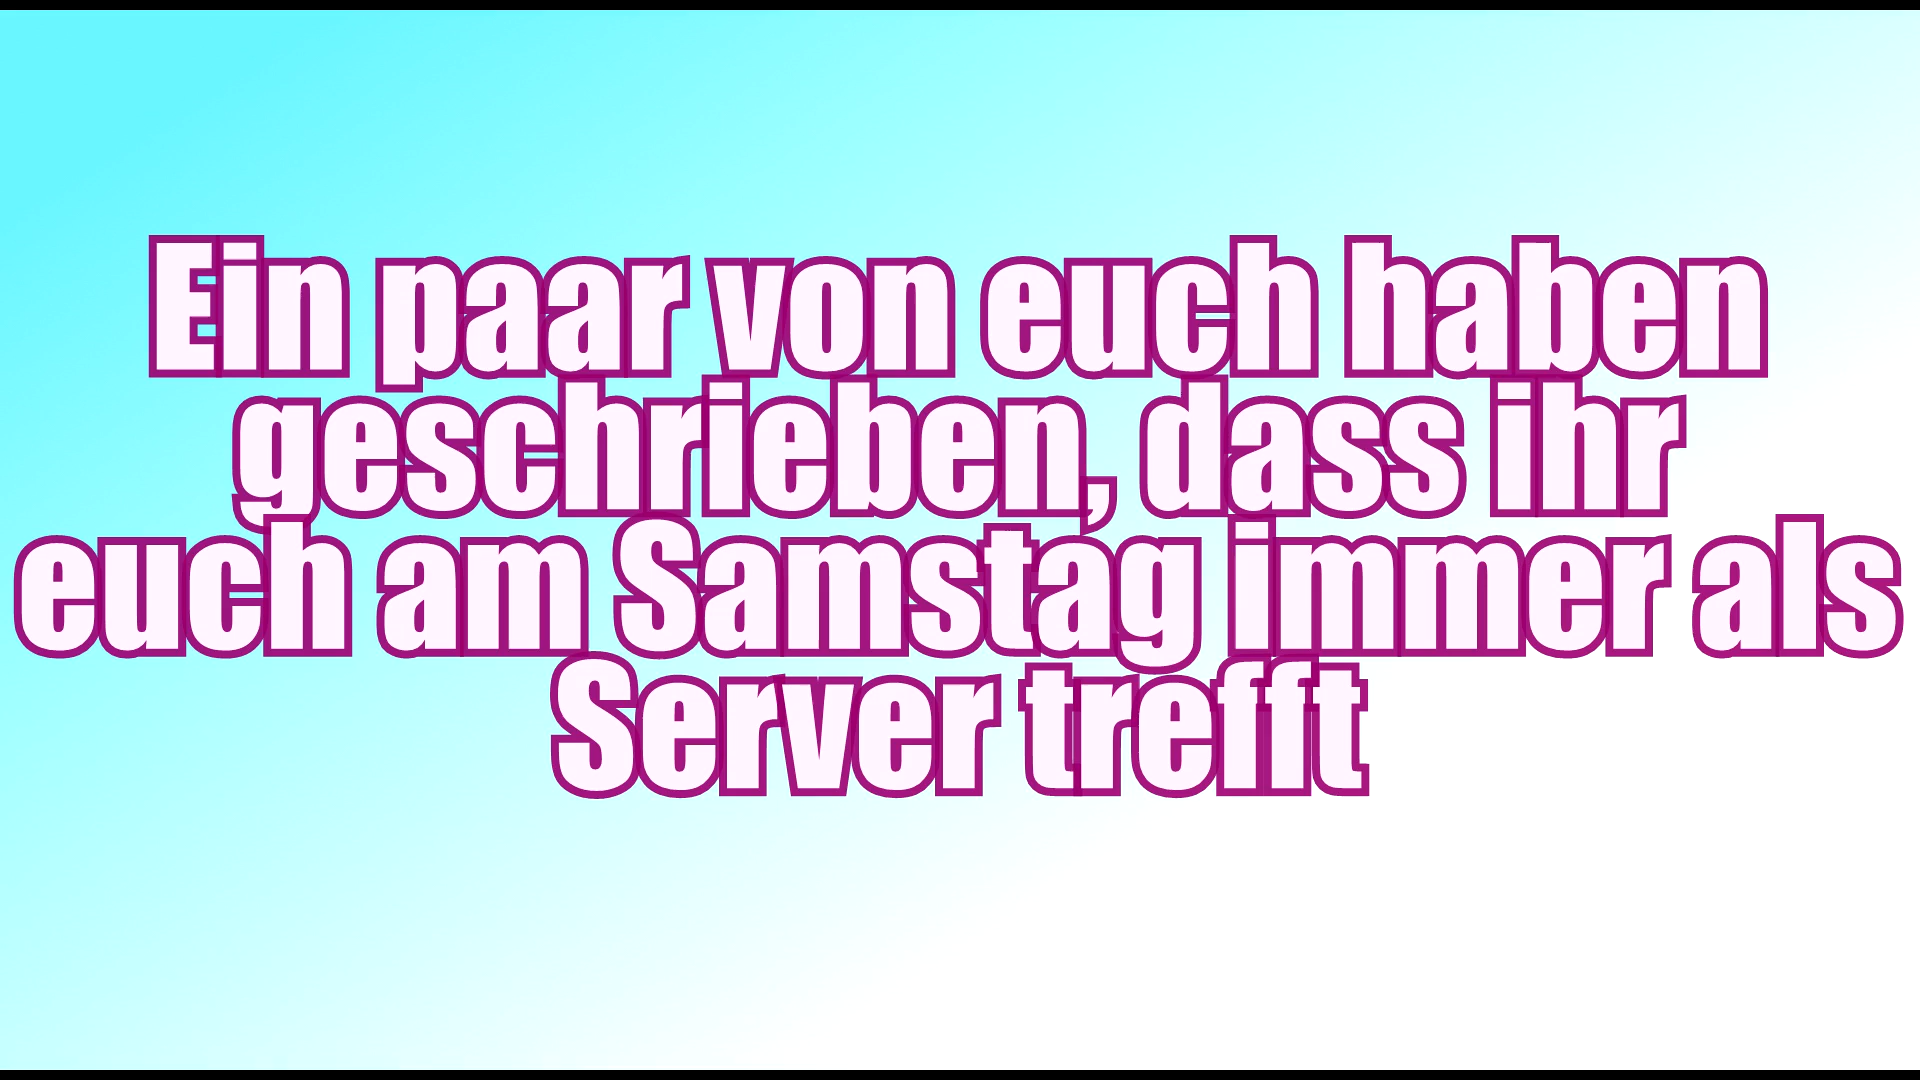 Ein paar von euch haben
geschrieben, dass ihr
euch am Samstag immer als
Server trefft